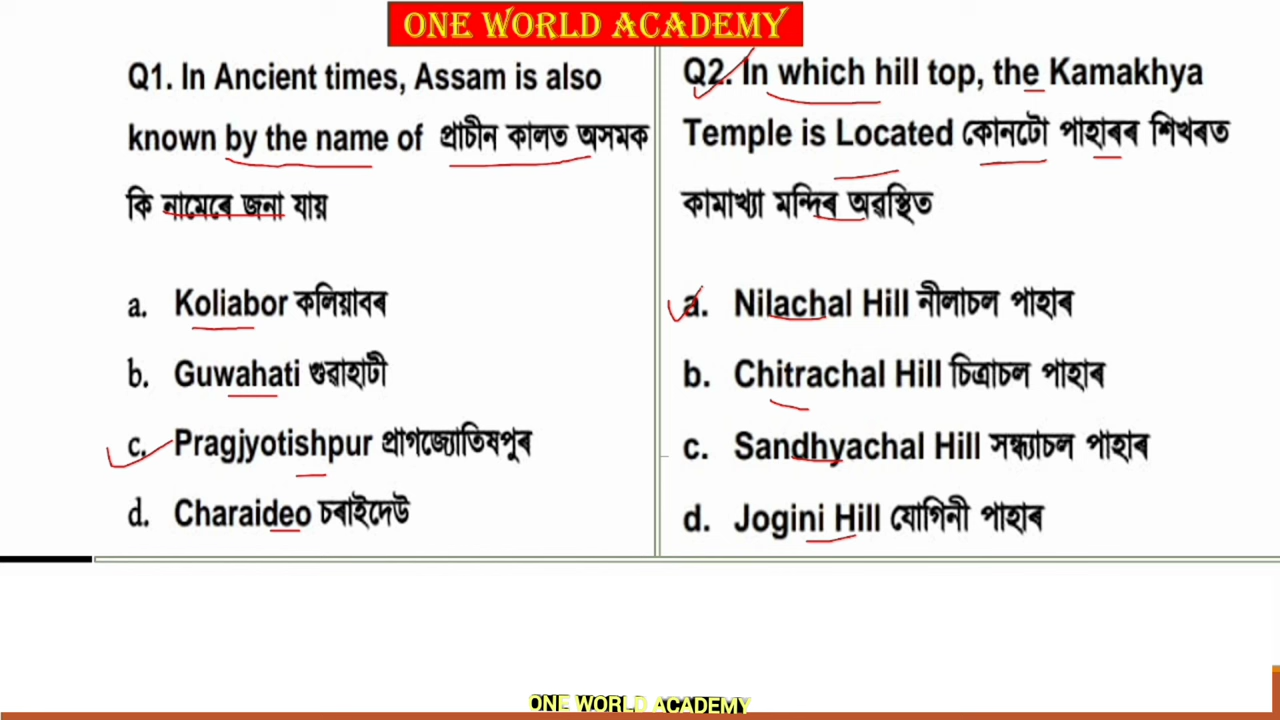 ONE WORLD ACADEMY
Q1. In Ancient times, Assam is also
known by the name of প্ৰাচীন কালত অসমক
কি নামেৰে জনা যায়
a. Koliabor কলিয়াবৰ
b. Guwahati গুৱাহাটী
c. Pragjyotishpur প্ৰাগজ্যোতিষপুৰ
d. Charaideo চৰাইদেউ
Q2. In which hill top, the Kamakhya
Temple is Located কোনটো পাহাৰৰ শিখৰত
কামাখ্যা মন্দিৰ অৱস্থিত
a. Nilachal Hill নীলাচল পাহাৰ
b. Chitrachal Hill চিত্ৰাচল পাহাৰ
c. Sandhyachal Hill সন্ধ্যাচল পাহাৰ
d. Jogini Hill যোগিনী পাহাৰ
ONE WORLD ACADEMY